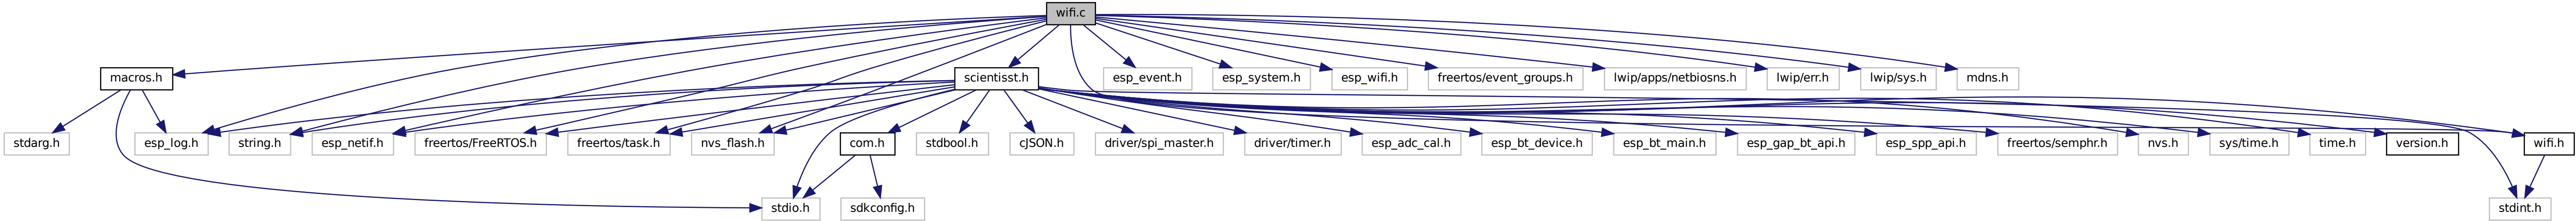 wifi.c
macros.h
scientisst.h
esp_event.h
esp_system.h
esp_wifi.h
freertos/event_groups.h
lwip/apps/netbiosns.h
lwip/err.h
lwip/sys.h
mdns.h
stdarg.h
esp_log.h
string.h
esp_netif.h
freertos/FreeRTOS.h
freertos/task.h
nvs_flash.h
com.h
stdbool.h
cJSON.h
driver/spi_master.h
driver/timer.h
esp_adc_cal.h
esp_bt_device.h
esp_bt_main.h
esp_gap_bt_api.h
esp_spp_api.h
freertos/semphr.h
nvs.h
sys/time.h
time.h
version.h
wifi.h
stdio.h
sdkconfig.h
stdint.h